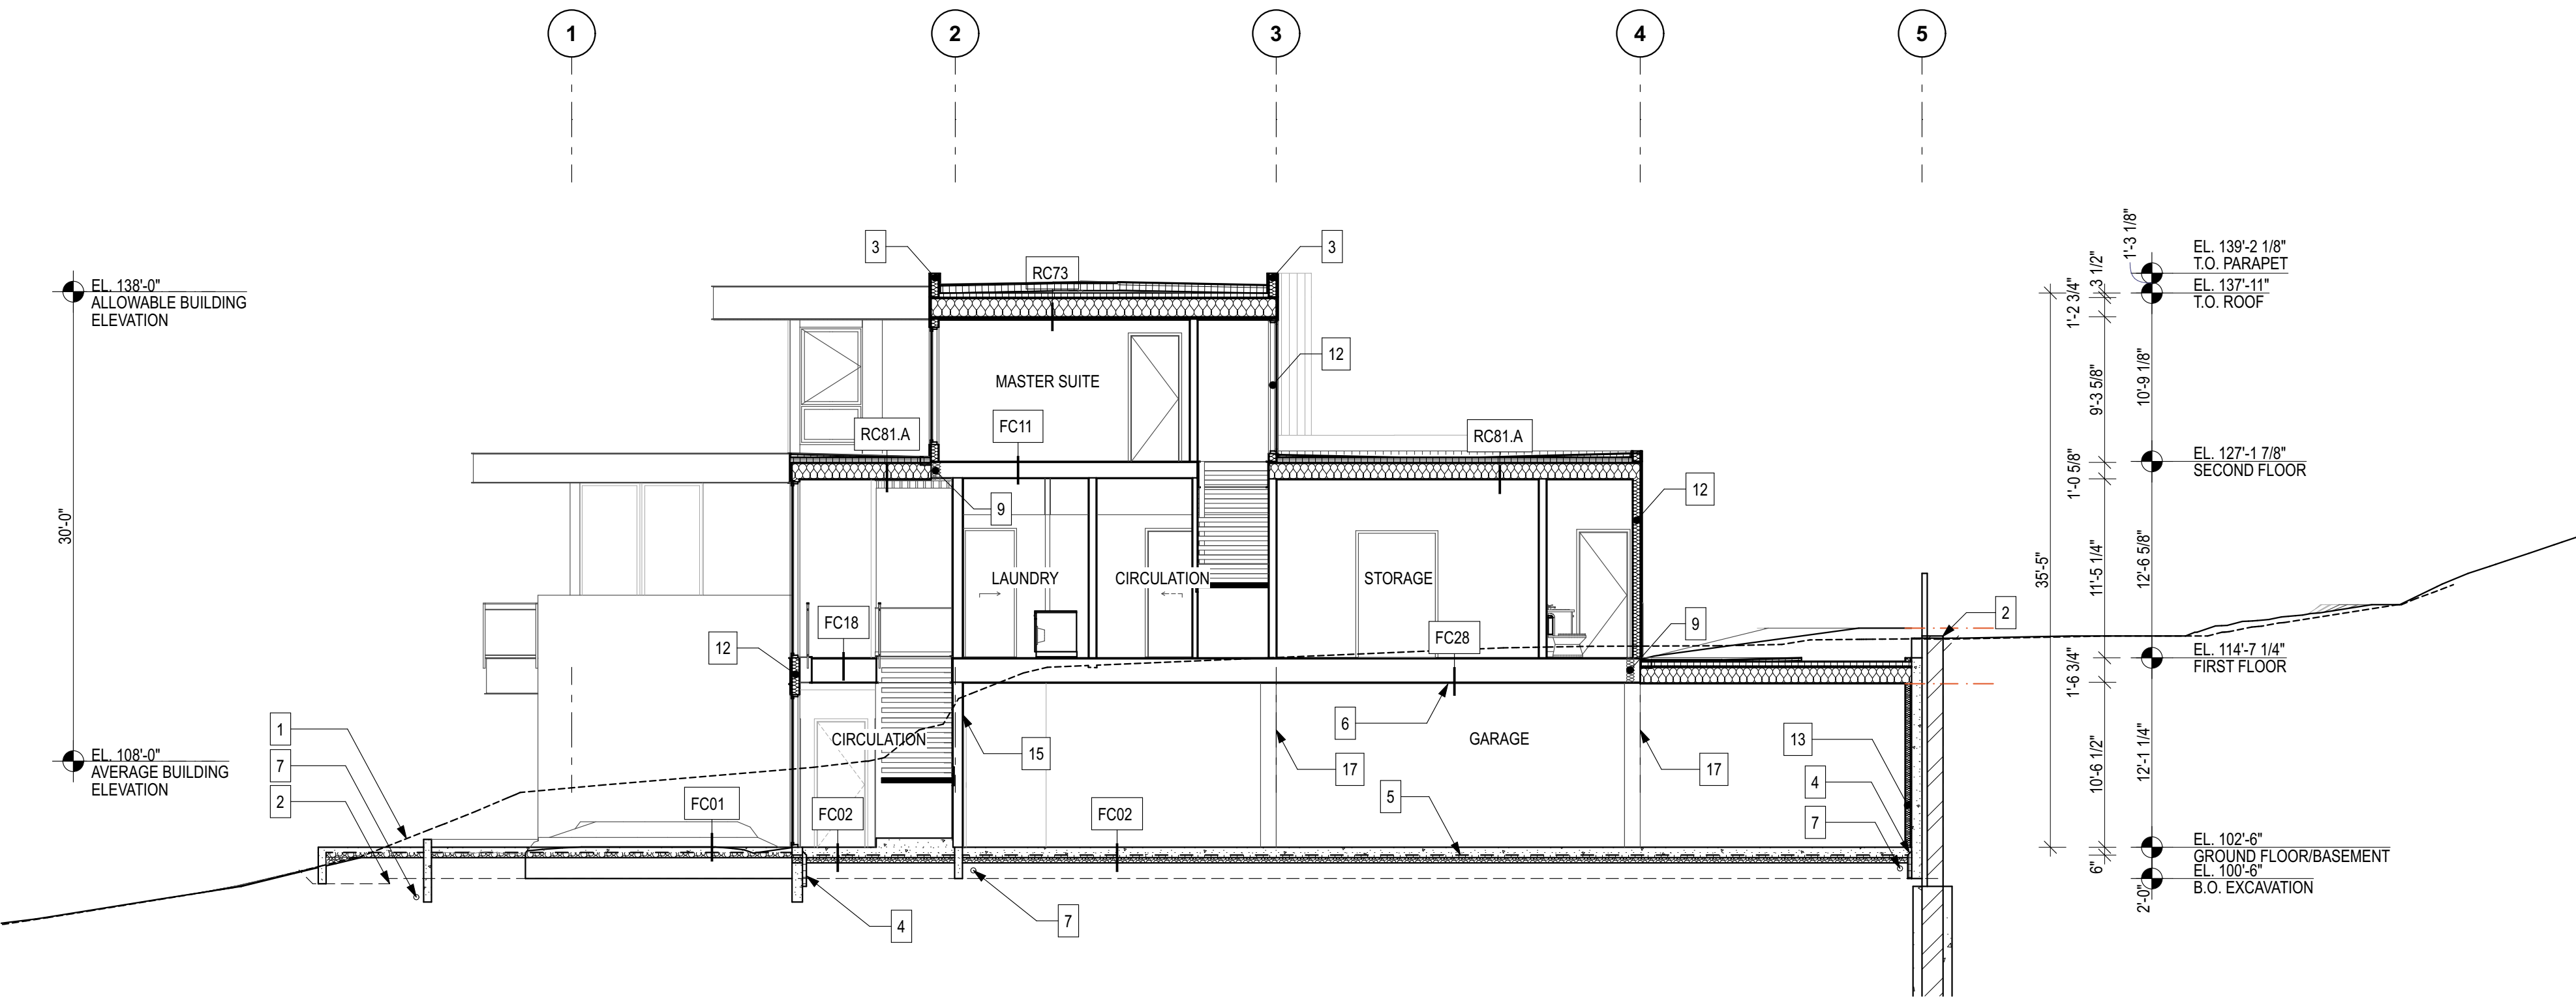 1
2
3
4
5
3
3
RC73
EL. 138'-0"
ALLOWABLE BUILDING
ELEVATION
12
MASTER SUITE
RC81.A
FC11
RC81.A
9
12
30'-0"
LAUNDRY
CIRCULATION
STORAGE
FC18
FC28
9
2
12
6
1
CIRCULATION
15
17
GARAGE
17
13
EL. 108'-0"
AVERAGE BUILDING
ELEVATION
7
2
4
5
FC01
FC02
FC02
7
4
7
35'-5"
3 1/2"
1'-2 3/4"
9'-3 5/8"
1'-0 5/8"
11'-5 1/4"
1'-6 3/4"
10'-6 1/2"
6"
1'-3 1/8"
10'-9 1/8"
12'-6 5/8"
12'-1 1/4"
2'-0"
EL. 139'-2 1/8"
T.O. PARAPET
EL. 137'-11"
T.O. ROOF
EL. 127'-1 7/8"
SECOND FLOOR
EL. 114'-7 1/4"
FIRST FLOOR
EL. 102'-6"
GROUND FLOOR/BASEMENT
EL. 100'-6"
B.O. EXCAVATION